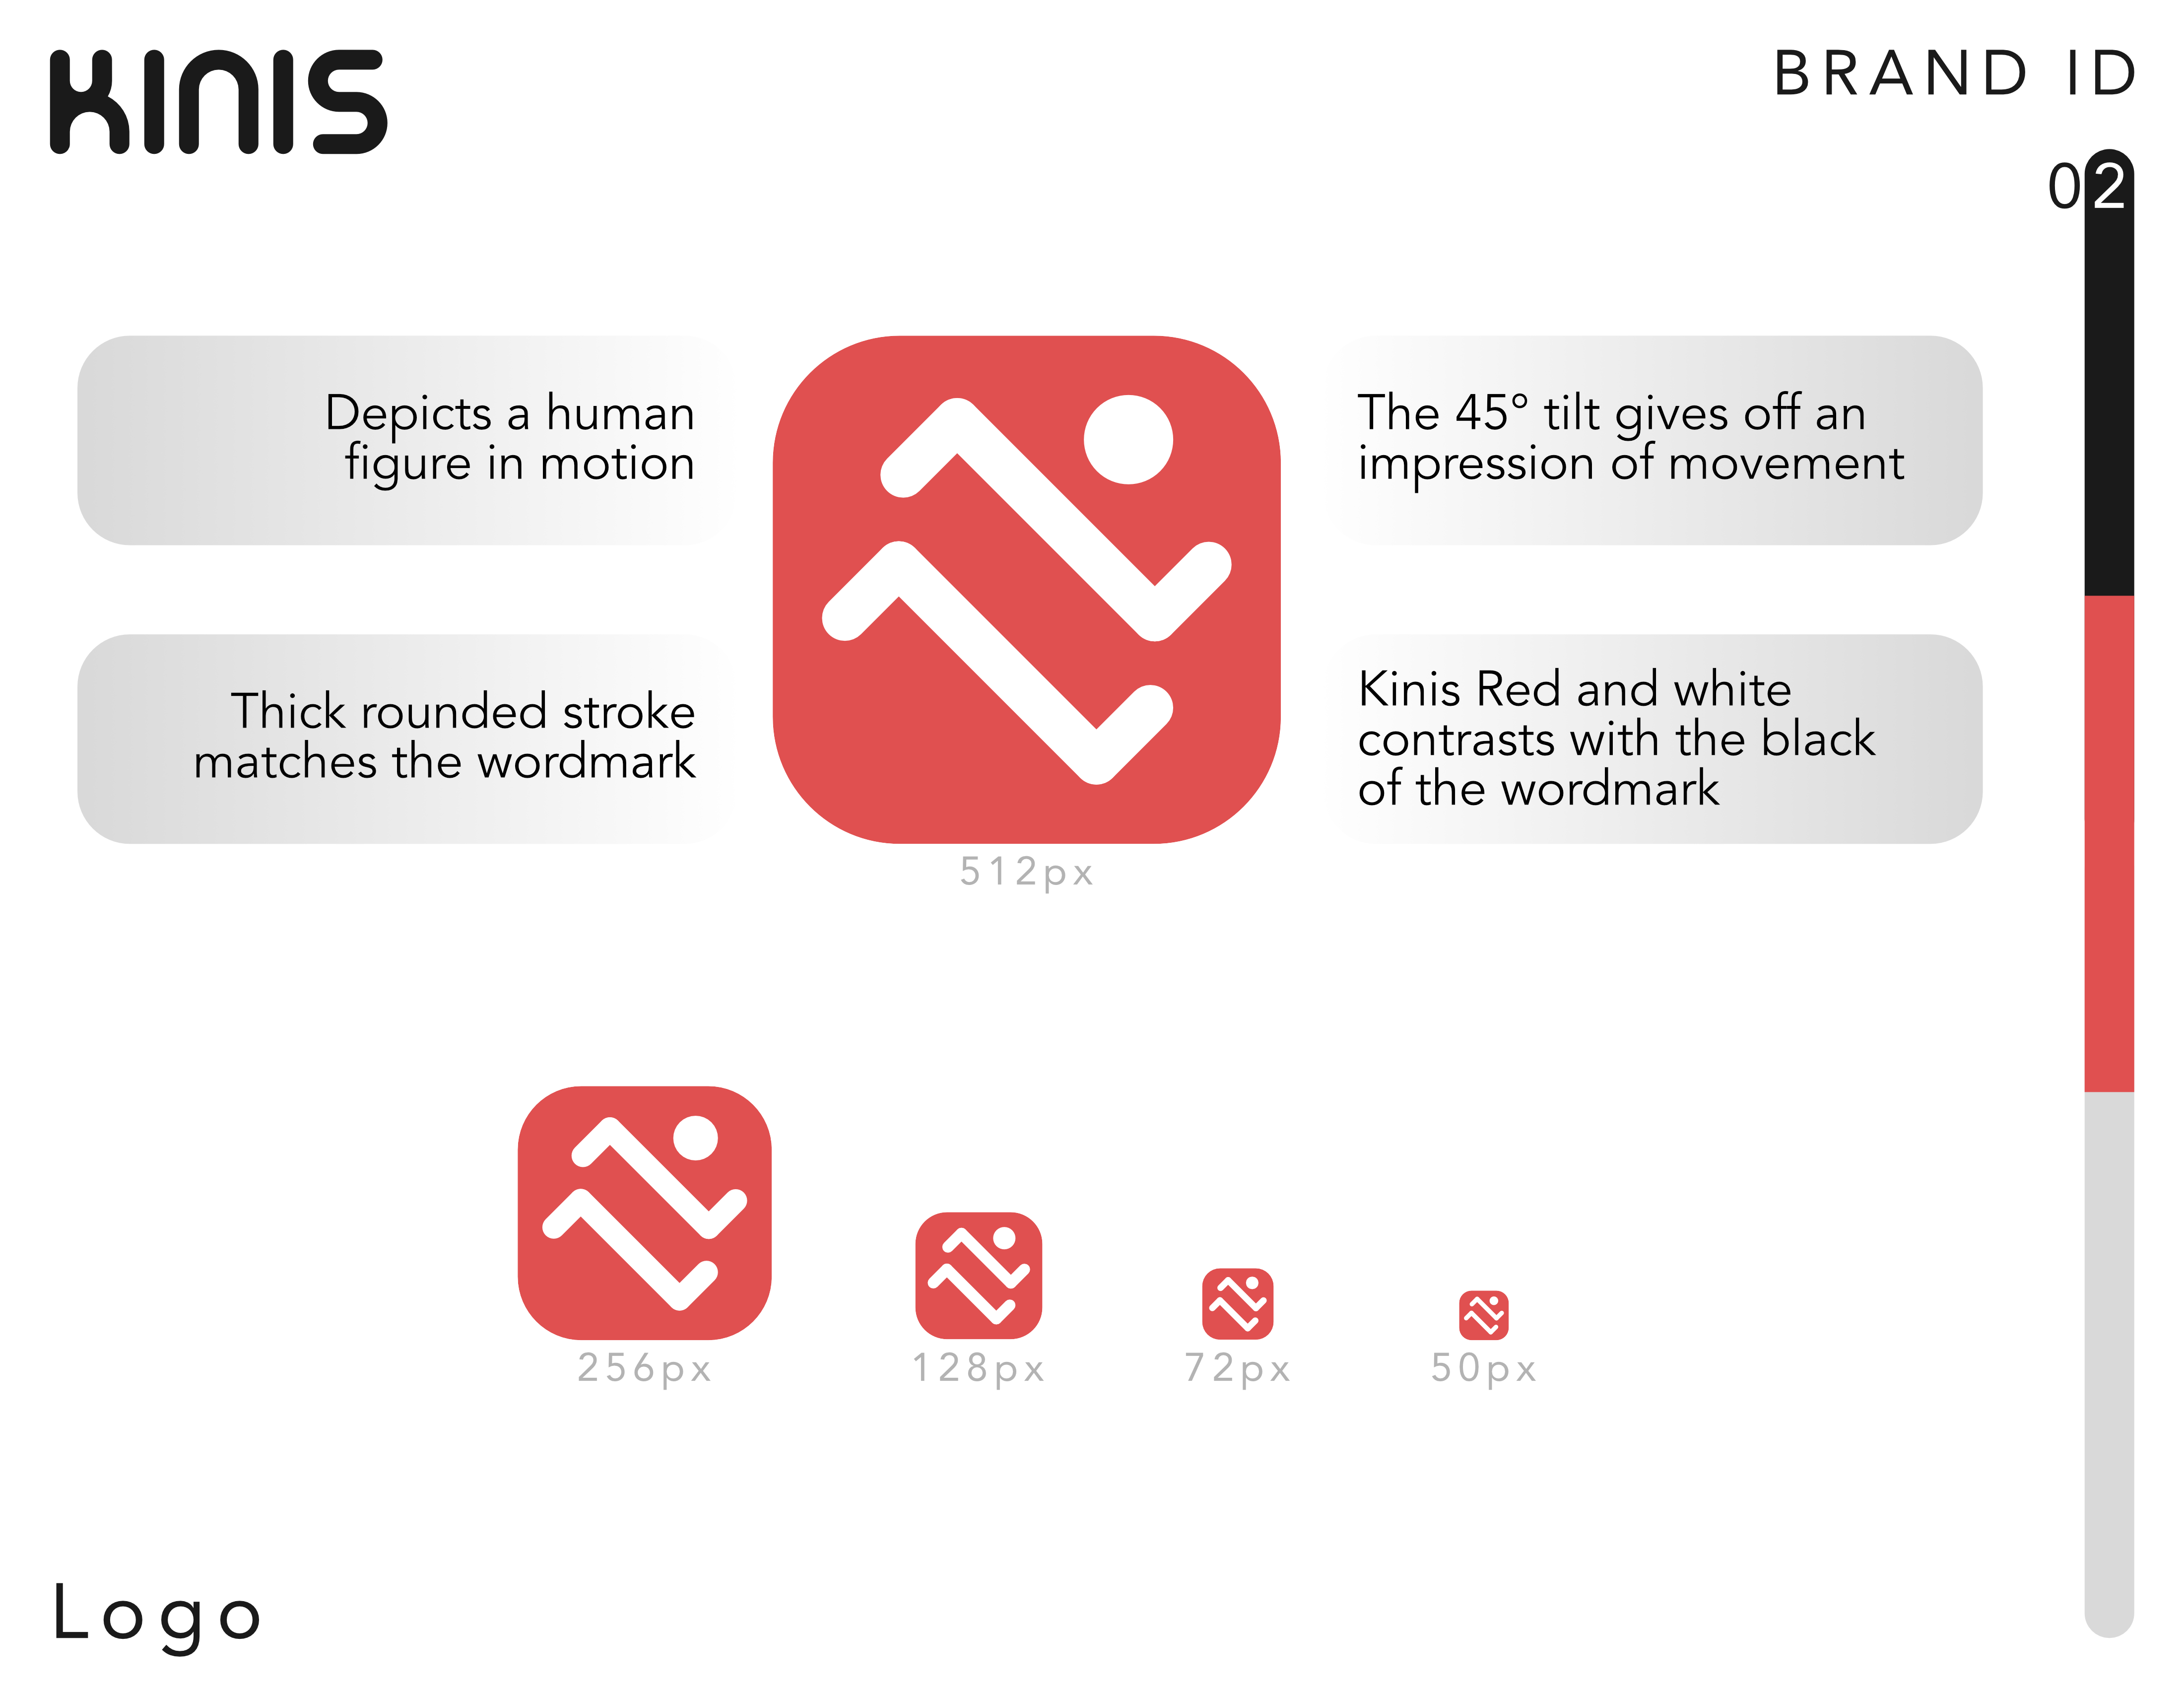 KINIS
BRAND ID
02
Depicts a human
figure in motion
The 45° tilt gives off an
impression of movement
Thick rounded stroke
matches the wordmark
Kinis Red and white
contrasts with the black
of the wordmark
512px
256px
128px
72px
50px
Logo